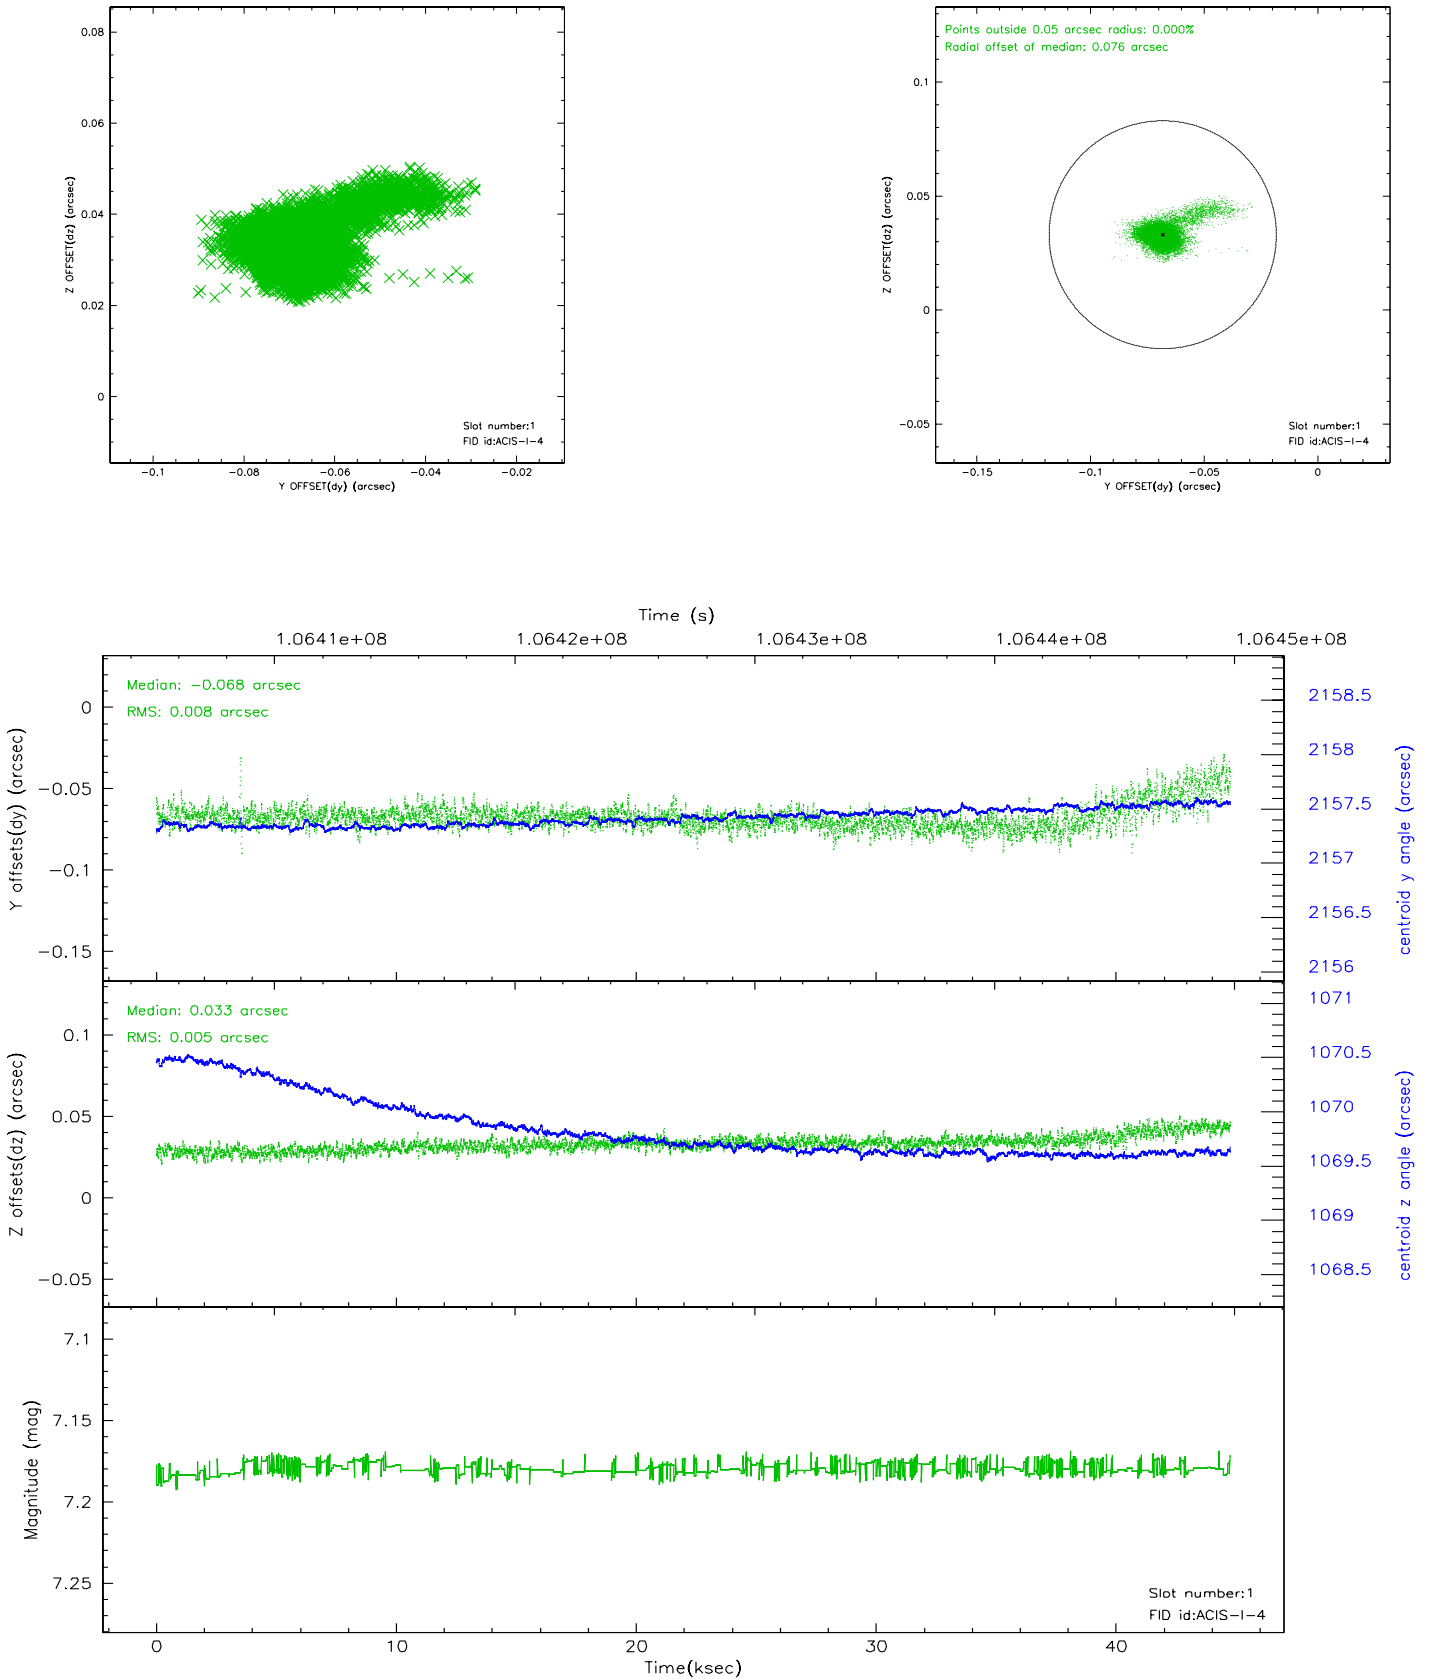 0.08
0.06
0.04
0.02
0
Z OFFSET(dz) (arcsec)
Slot number:1
FID id:ACIS-I-4
-0.1
-0.08
-0.06
-0.04
-0.02
Y OFFSET(dy) (arcsec)
Points outside 0.05 arcsec radius: 0.000%
Radial offset of median: 0.076 arcsec
0.1
0.05
0
-0.05
Z OFFSET(dz) (arcsec)
Slot number:1
FID id:ACIS-I-4
-0.15
-0.1
-0.05
0
Y OFFSET(dy) (arcsec)
Time (s)
1.0641e+08
1.0642e+08
1.0643e+08
1.0644e+08
1.0645e+08
Median: -0.068 arcsec
RMS: 0.008 arcsec
0
-0.05
-0.1
-0.15
Y offsets(dy) (arcsec)
2158.5
2158
2157.5
2157
2156.5
2156
centroid y angle (arcsec)
Median: 0.033 arcsec
RMS: 0.005 arcsec
0.1
0.05
0
-0.05
Z offsets(dz) (arcsec)
1071
1070.5
1070
1069.5
1069
1068.5
centroid z angle (arcsec)
7.1
7.15
7.2
7.25
Magnitude (mag)
Slot number:1
FID id:ACIS-I-4
0
10
20
30
40
Time(ksec)